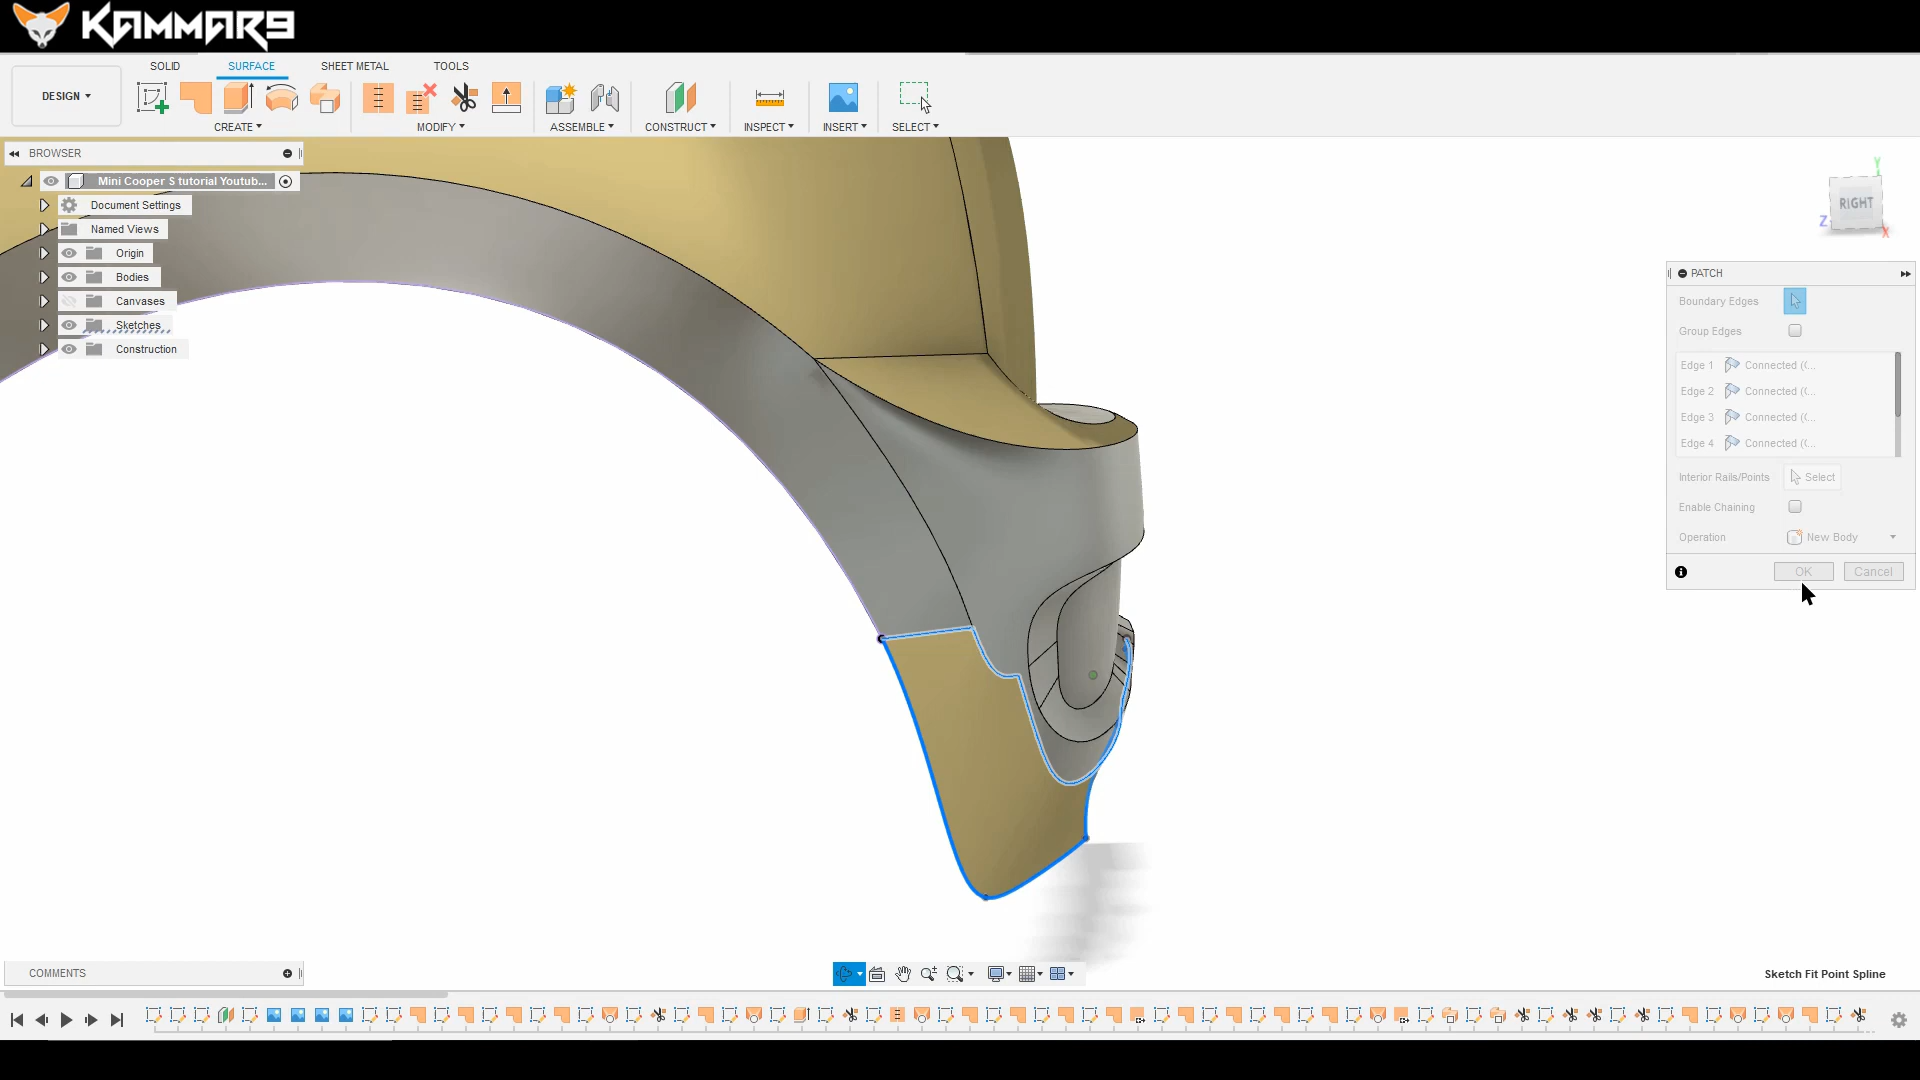 KAMMAR9
SOLID SURFACE SHEET METAL TOOLS
DESIGN
CREATE MODIFY ASSEMBLE CONSTRUCT INSPECT INSERT SELECT
BROWSER
Mini Cooper S tutorial Youtub...
Document Settings
Named Views
Origin
Bodies
Canvases
Sketches
Construction
Y
RIGHT
Z
X
PATCH
Boundary Edges
Group Edges
Edge 1 Connected (...
Edge 2 Connected (...
Edge 3 Connected (...
Edge 4 Connected (...
Interior Rails/Points Select
Enable Chaining
Operation New Body
OK Cancel
COMMENTS
Sketch Fit Point Spline